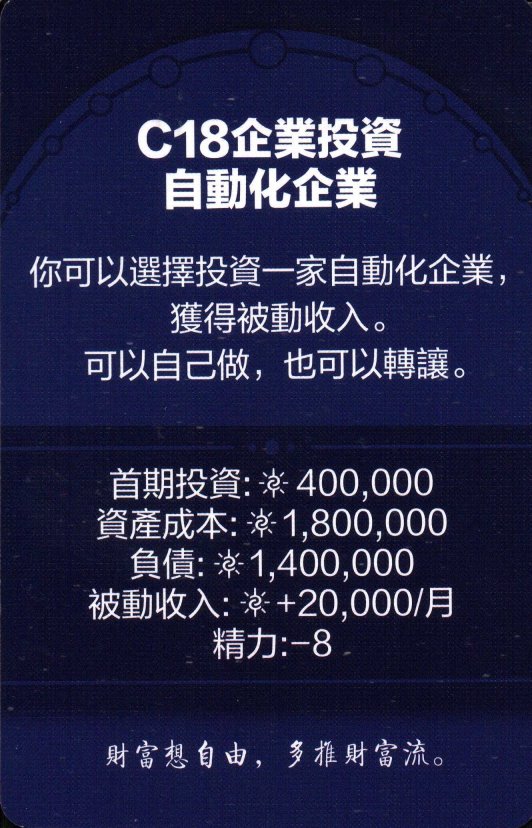 C18企業投資
自動化企業
你可以選擇投資一家自動化企業，
獲得被動收入。
可以自己做，也可以轉讓。
首期投資: 400,000
資產成本: 1,800,000
負債: 1,400,000
被動收入: +20,000/月
精力:-8
財富想自由，多推財富流。